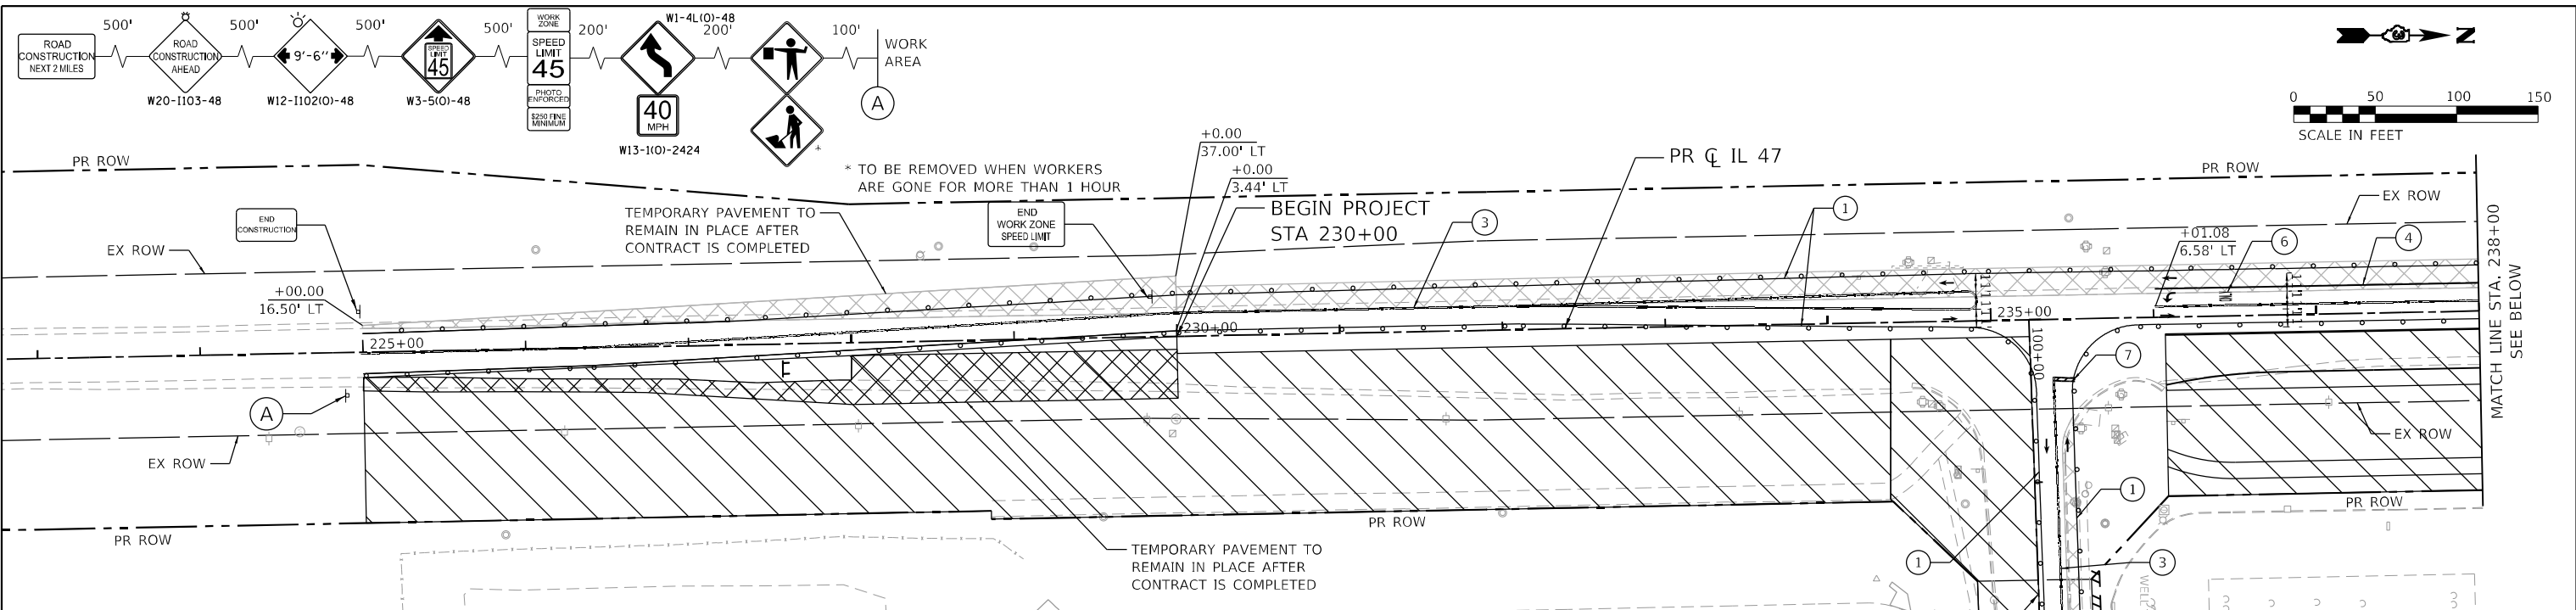 500'
500'
500'
500'
200'
200'
100'
ROAD
CONSTRUCTION
NEXT 2 MILES
ROAD
CONSTRUCTION
AHEAD
W20-I103-48
9'-6"
W12-I102(O)-48
SPEED
LIMIT
45
W3-5(O)-48
WORK
ZONE
SPEED
LIMIT
45
PHOTO
ENFORCED
$250 FINE
MINIMUM
W1-4L(O)-48
40
MPH
W13-1(O)-2424
*
WORK
AREA
A
* TO BE REMOVED WHEN WORKERS
ARE GONE FOR MORE THAN 1 HOUR
N
0 50 100 150
SCALE IN FEET
PR ROW
EX ROW
END
CONSTRUCTION
+00.00
16.50' LT
TEMPORARY PAVEMENT TO
REMAIN IN PLACE AFTER
CONTRACT IS COMPLETED
END
WORK ZONE
SPEED LIMIT
+0.00
37.00' LT
+0.00
3.44' LT
BEGIN PROJECT
STA 230+00
3
PR ℄ IL 47
1
PR ROW
EX ROW
+01.08
6.58' LT
6
4
MATCH LINE STA. 238+00
SEE BELOW
225+00
230+00
235+00
100+00
7
A
EX ROW
EX ROW
PR ROW
PR ROW
PR ROW
1
1
3
TEMPORARY PAVEMENT TO
REMAIN IN PLACE AFTER
CONTRACT IS COMPLETED